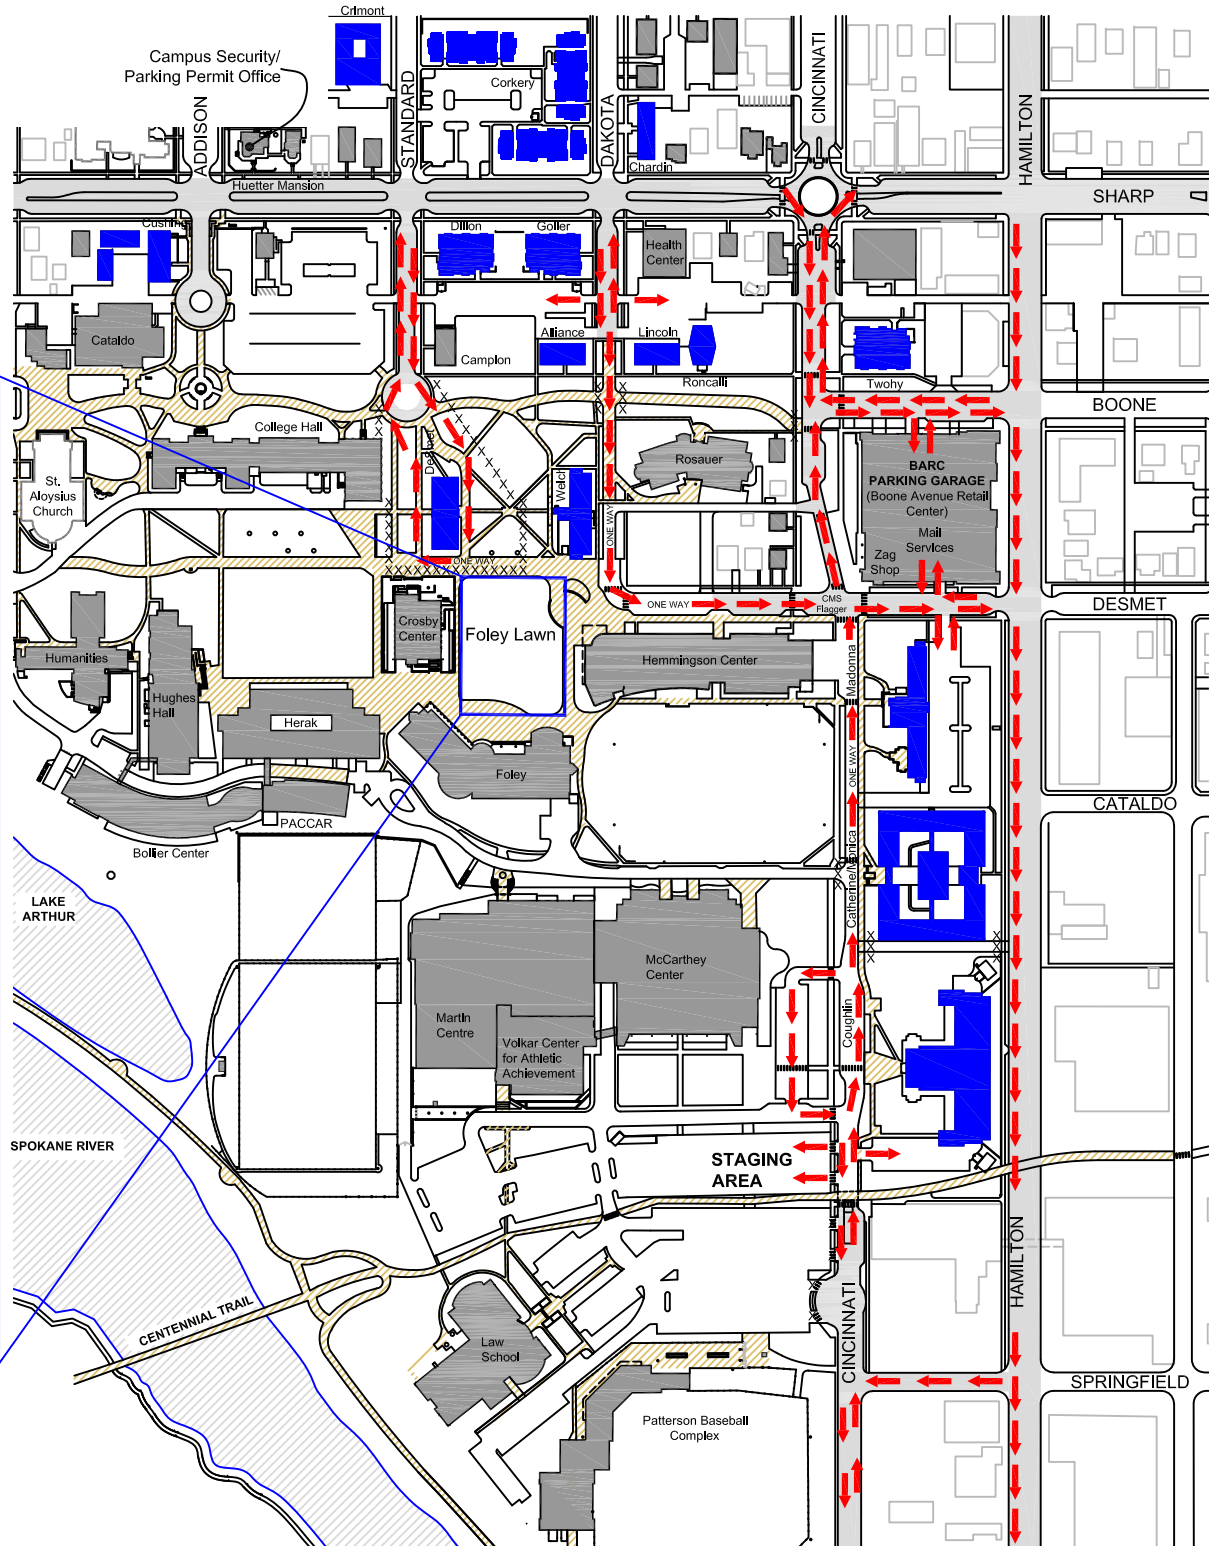 Crimont
Campus Security/
Parking Permit Office
Corkery
ADDISON
STANDARD
DAKOTA
CINCINNATI
HAMILTON
Chardin
Huetter Mansion
SHARP
Cushing
Dillon
Goller
Health
Center
Cataldo
Campion
Alliance
Lincoln
Roncalli
Twohy
BOONE
College Hall
Desmet
Welch
Rosauer
BARC
PARKING GARAGE
(Boone Avenue Retail
Center)
Mail
Services
Zag
Shop
St.
Aloysius
Church
ONE WAY
ONE WAY
ONE WAY
CMS
Flagger
DESMET
Crosby
Center
Foley Lawn
Hemmingson Center
Madonna
Humanities
Hughes
Hall
Herak
Foley
ONE WAY
CATALDO
PACCAR
Bollier Center
Catherine/Monica
LAKE
ARTHUR
McCarthey
Center
Martin
Centre
Volkar Center
for Athletic
Achievement
Coughlin
SPOKANE RIVER
STAGING
AREA
HAMILTON
CENTENNIAL TRAIL
Law
School
CINCINNATI
SPRINGFIELD
Patterson Baseball
Complex